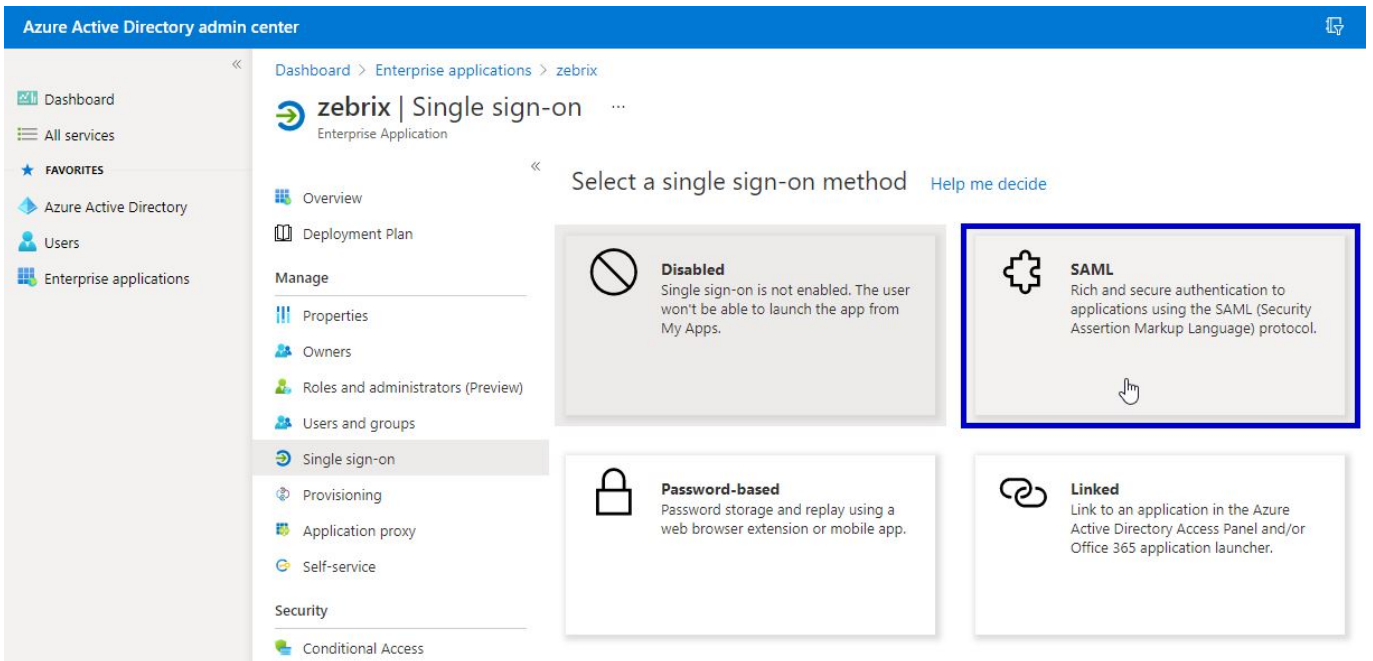 Azure Active Directory admin center
Dashboard
All services
FAVORITES
Azure Active Directory
Users
Enterprise applications
Dashboard > Enterprise applications > zebrix
zebrix | Single sign-on ...
Enterprise Application
Overview
Deployment Plan
Manage
Properties
Owners
Roles and administrators (Preview)
Users and groups
Single sign-on
Provisioning
Application proxy
Self-service
Security
Conditional Access
Select a single sign-on method Help me decide
Disabled
Single sign-on is not enabled. The user
won't be able to launch the app from
My Apps.
SAML
Rich and secure authentication to
applications using the SAML (Security
Assertion Markup Language) protocol.
Password-based
Password storage and replay using a
web browser extension or mobile app.
Linked
Link to an application in the Azure
Active Directory Access Panel and/or
Office 365 application launcher.